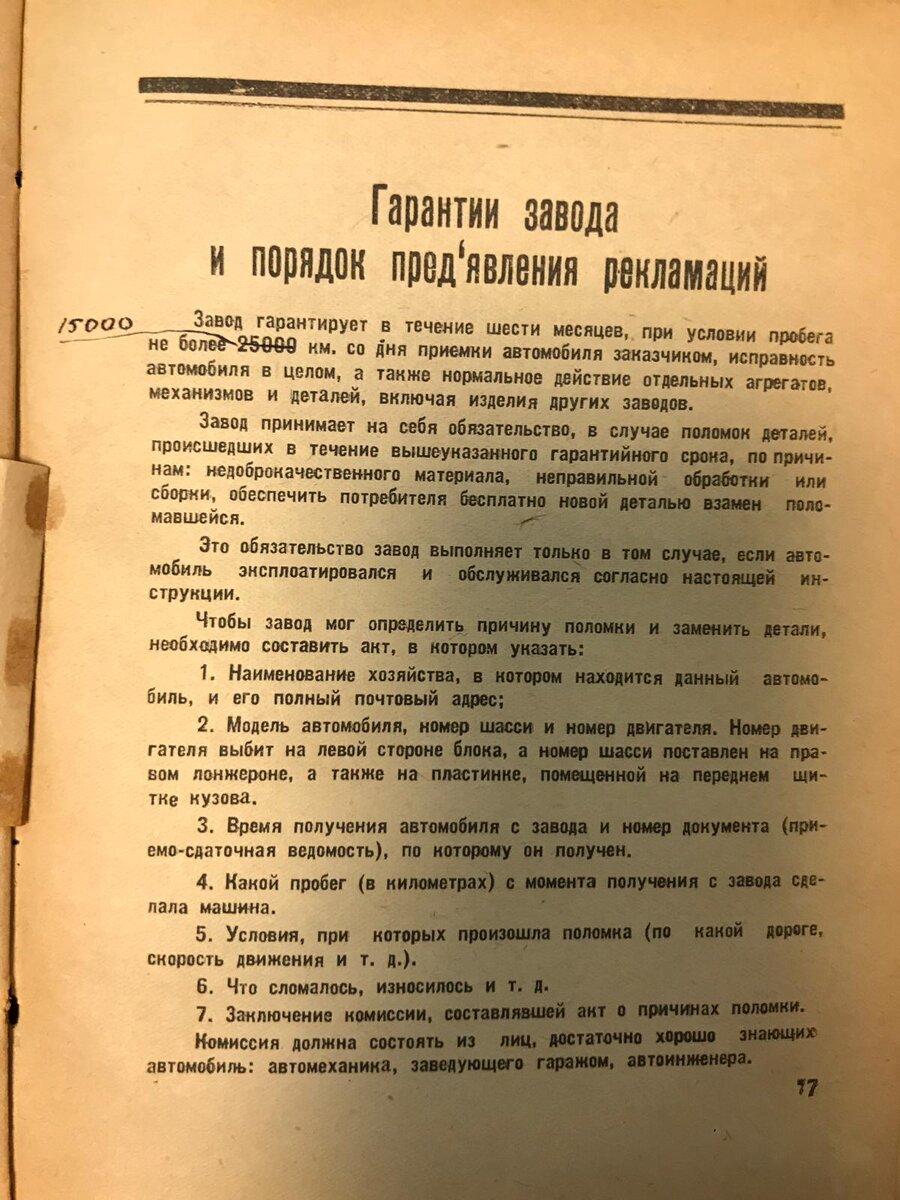 Гарантии завода
и порядок пред'явления рекламаций
15000
Завод гарантирует в течение шести месяцев, при условии пробега
не более 25000 км. со дня приемки автомобиля заказчиком, исправность
автомобиля в целом, а также нормальное действие отдельных агрегатов,
механизмов и деталей, включая изделия других заводов.
Завод принимает на себя обязательство, в случае поломок деталей,
происшедших в течение вышеуказанного гарантийного срока, по причи-
нам: недоброкачественного материала, неправильной обработки или
сборки, обеспечить потребителя бесплатно новой деталью взамен поло-
мавшейся.
Это обязательство завод выполняет только в том случае, если авто-
мобиль эксплоатировался и обслуживался согласно настоящей ин-
струкции.
Чтобы завод мог определить причину поломки и заменить детали,
необходимо составить акт, в котором указать:
1. Наименование хозяйства, в котором находится данный автомо-
биль, и его полный почтовый адрес;
2. Модель автомобиля, номер шасси и номер двигателя. Номер дви-
гателя выбит на левой стороне блока, а номер шасси поставлен на пра-
вом лонжероне, а также на пластинке, помещенной на переднем щи-
тке кузова.
3. Время получения автомобиля с завода и номер документа (при-
емо-сдаточная ведомость), по которому он получен.
4. Какой пробег (в километрах) с момента получения с завода сде-
лала машина.
5. Условия, при которых произошла поломка (по какой дороге,
скорость движения и т. д.).
6. Что сломалось, износилось и т. д.
7. Заключение комиссии, составлявшей акт о причинах поломки.
Комиссия должна состоять из лиц, достаточно хорошо знающих
автомобиль: автомеханика, заведующего гаражом, автоинженера.
77